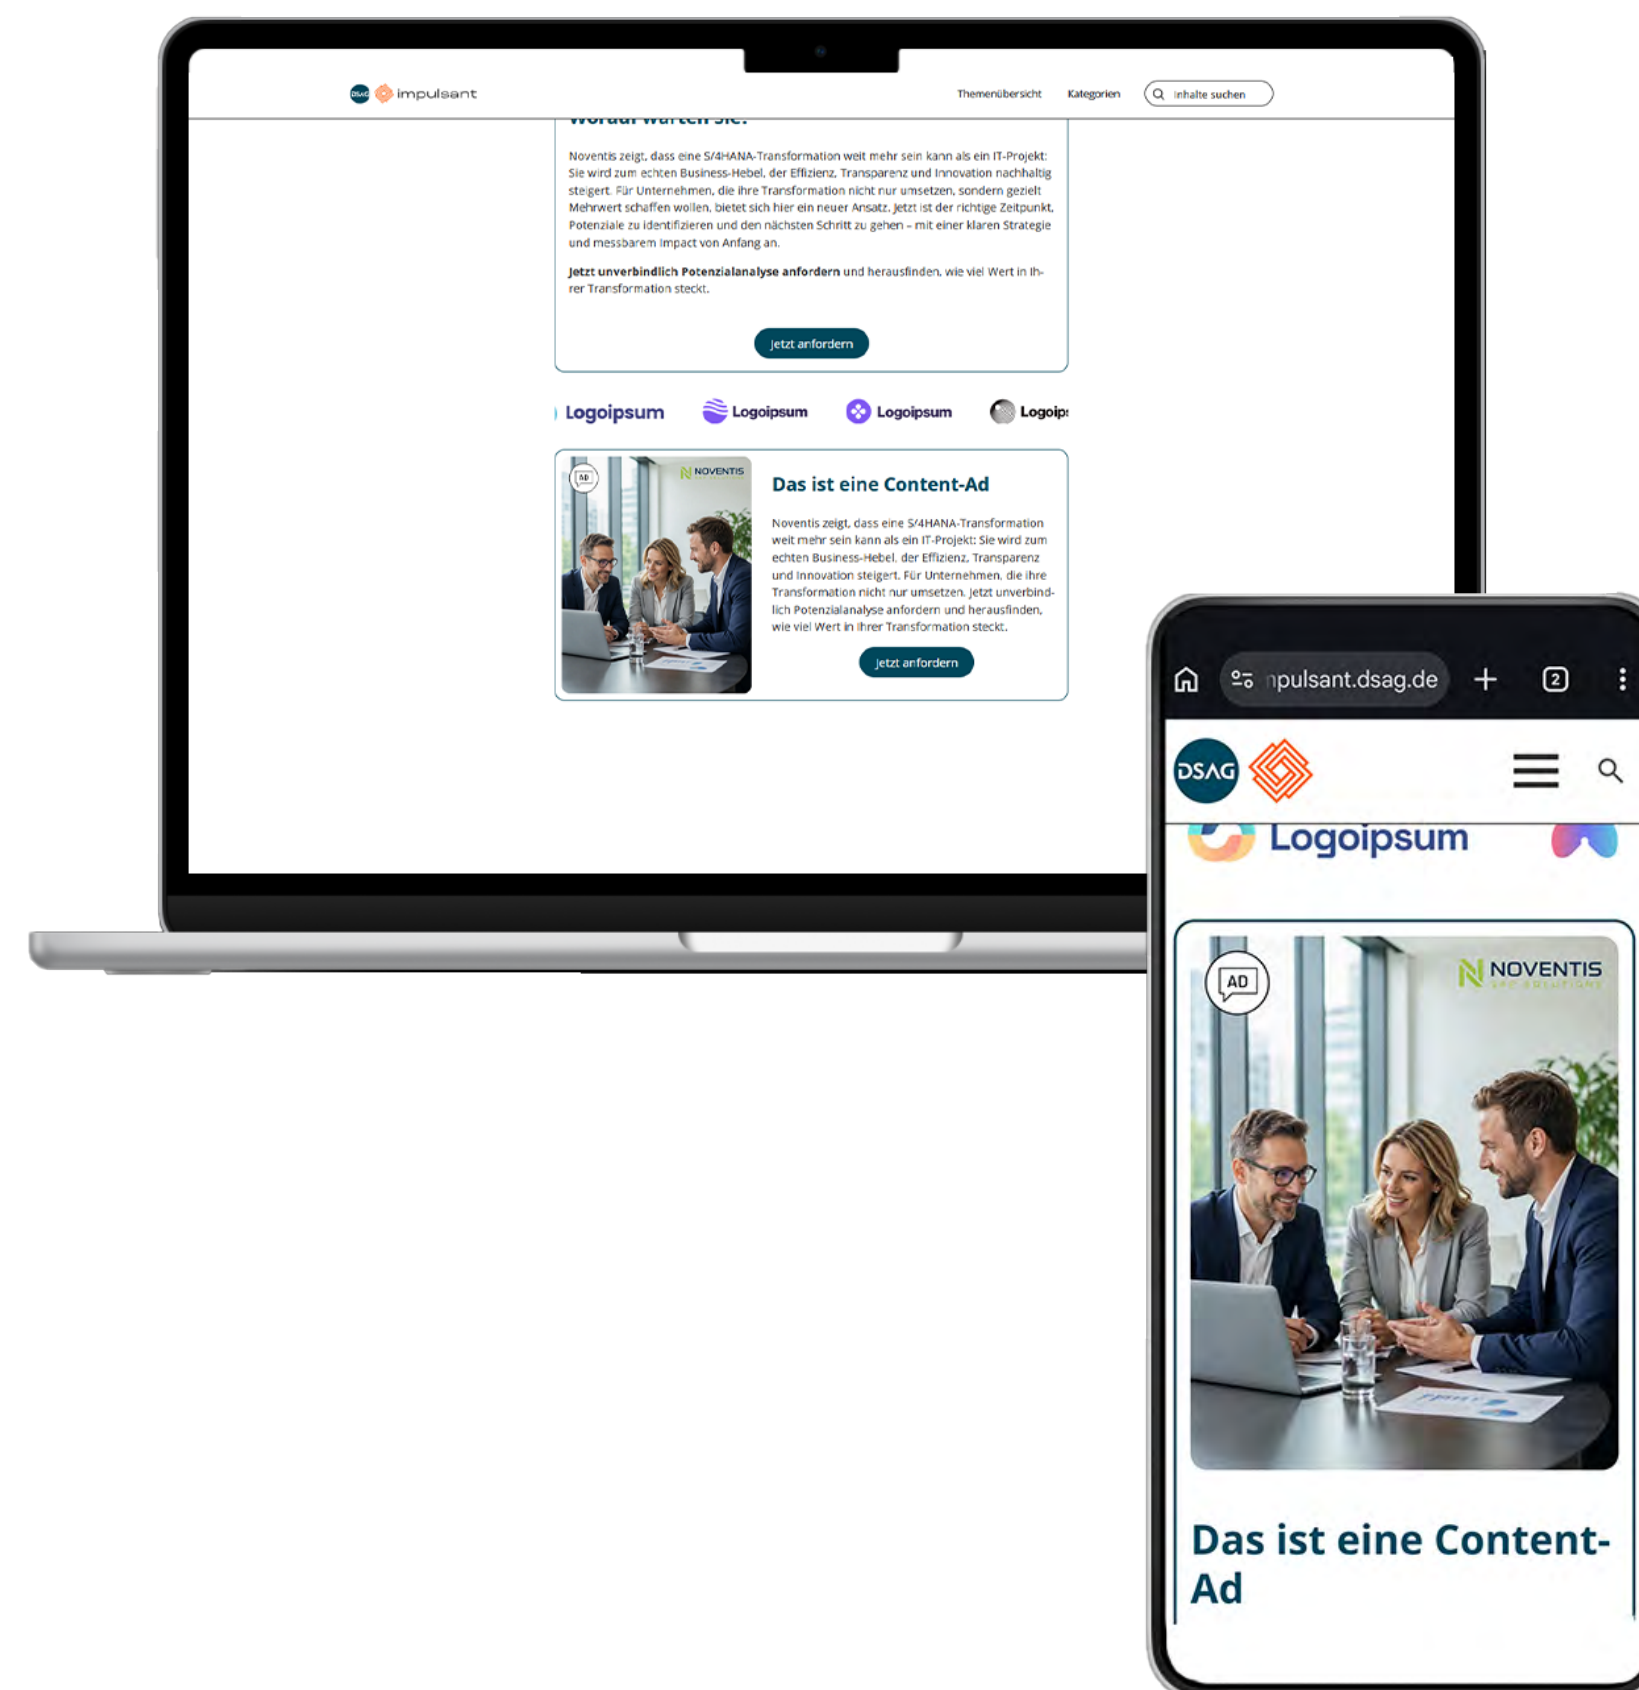 DSAG impulsant
Themenübersicht Kategorien Inhalte suchen
Worauf warten Sie?
Noventis zeigt, dass eine S/4HANA-Transformation weit mehr sein kann als ein IT-Projekt:
Sie wird zum echten Business-Hebel, der Effizienz, Transparenz und Innovation nachhaltig
steigert. Für Unternehmen, die ihre Transformation nicht nur umsetzen, sondern gezielt
Mehrwert schaffen wollen, bietet sich hier ein neuer Ansatz. Jetzt ist der richtige Zeitpunkt,
Potenziale zu identifizieren und den nächsten Schritt zu gehen – mit einer klaren Strategie
und messbarem Impact von Anfang an.
Jetzt unverbindlich Potenzialanalyse anfordern und herausfinden, wie viel Wert in Ih-
rer Transformation steckt.
Jetzt anfordern
Logoipsum Logoipsum Logoipsum Logoips
AD
NOVENTIS
Das ist eine Content-Ad
Noventis zeigt, dass eine S/4HANA-Transformation
weit mehr sein kann als ein IT-Projekt: Sie wird zum
echten Business-Hebel, der Effizienz, Transparenz
und Innovation steigert. Für Unternehmen, die ihre
Transformation nicht nur umsetzen. Jetzt unverbind-
lich Potenzialanalyse anfordern und herausfinden,
wie viel Wert in Ihrer Transformation steckt.
Jetzt anfordern
npulsant.dsag.de
2
DSAG
Logoipsum
AD
NOVENTIS
Das ist eine Content-
Ad